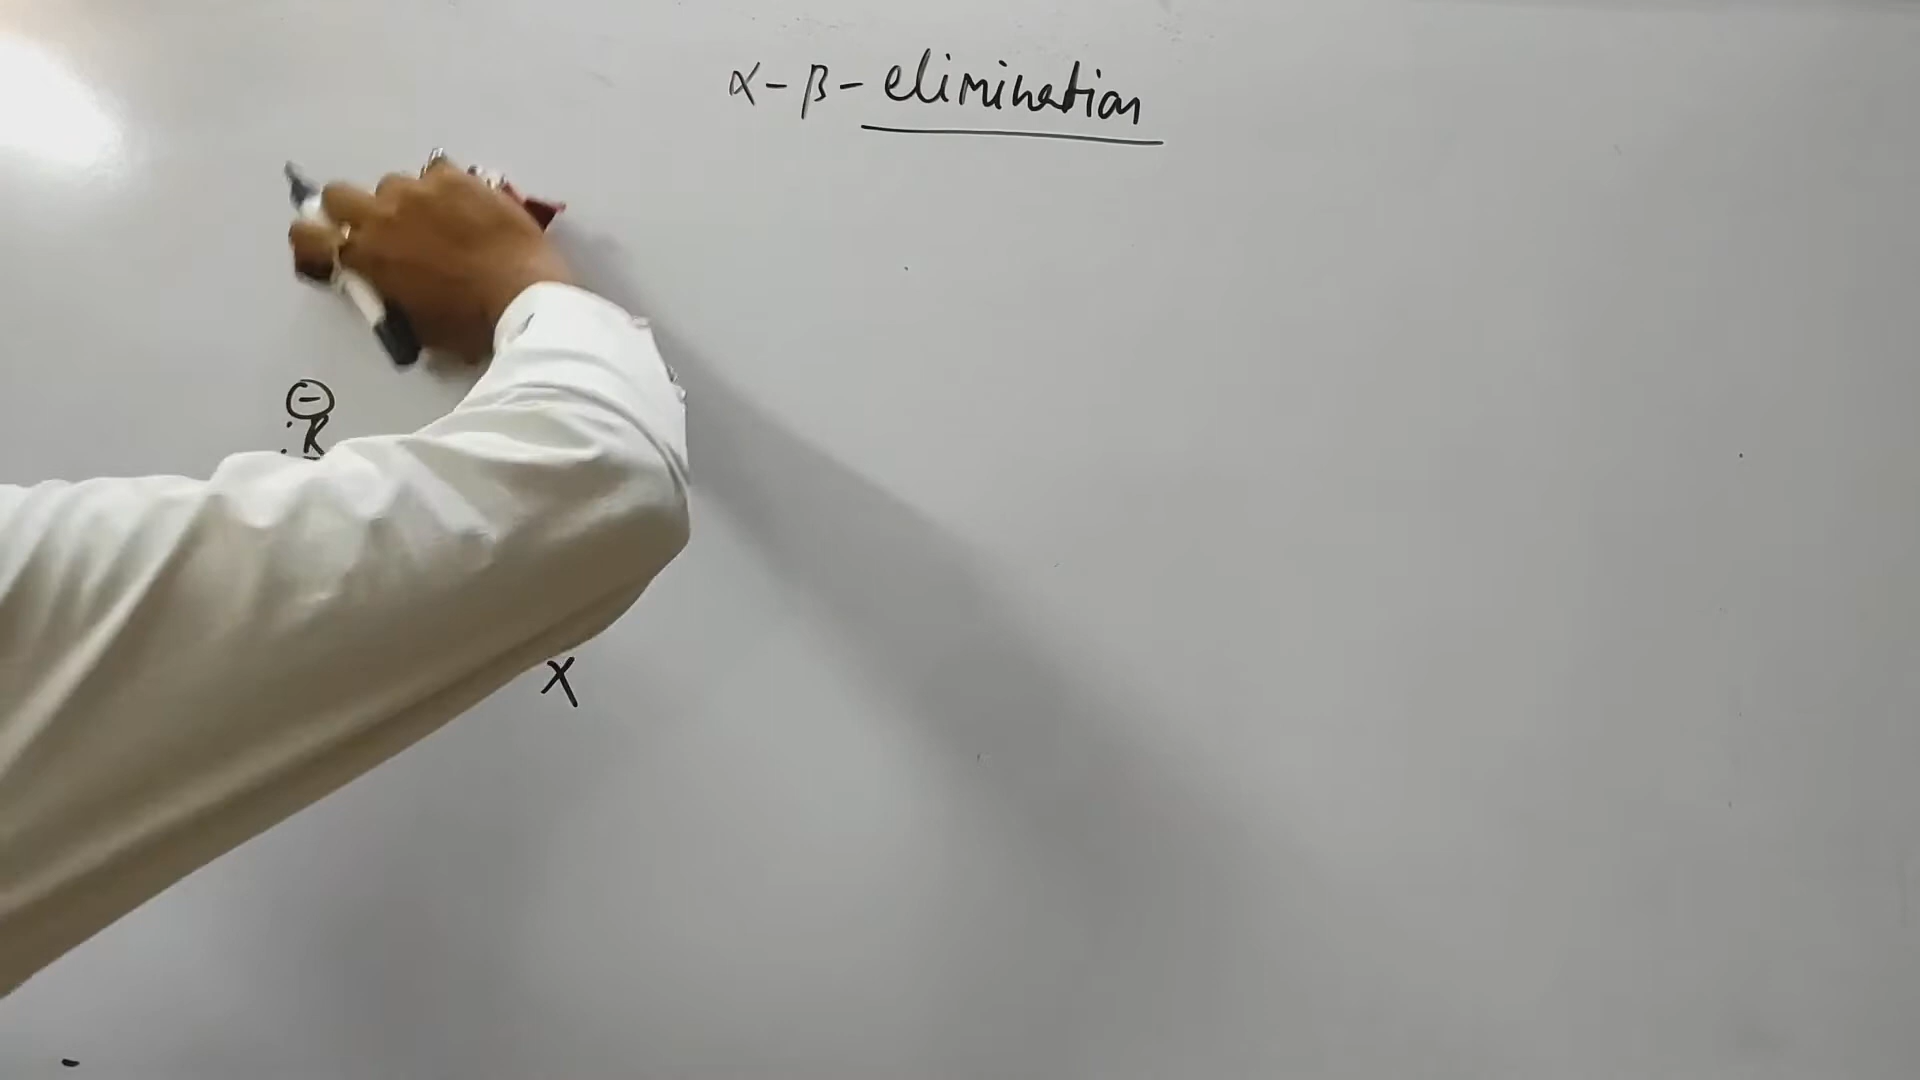 α-β-elimination
⊖
:R
X